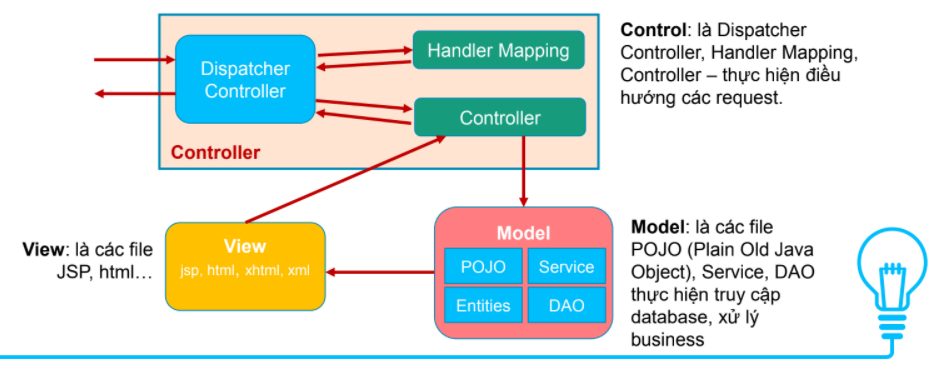 Dispatcher
Controller
Handler Mapping
Controller
Controller
Control: là Dispatcher
Controller, Handler Mapping,
Controller – thực hiện điều
hướng các request.
View: là các file
JSP, html…
View
jsp, html, xhtml, xml
Model
POJO
Service
Entities
DAO
Model: là các file
POJO (Plain Old Java
Object), Service, DAO
thực hiện truy cập
database, xử lý
business